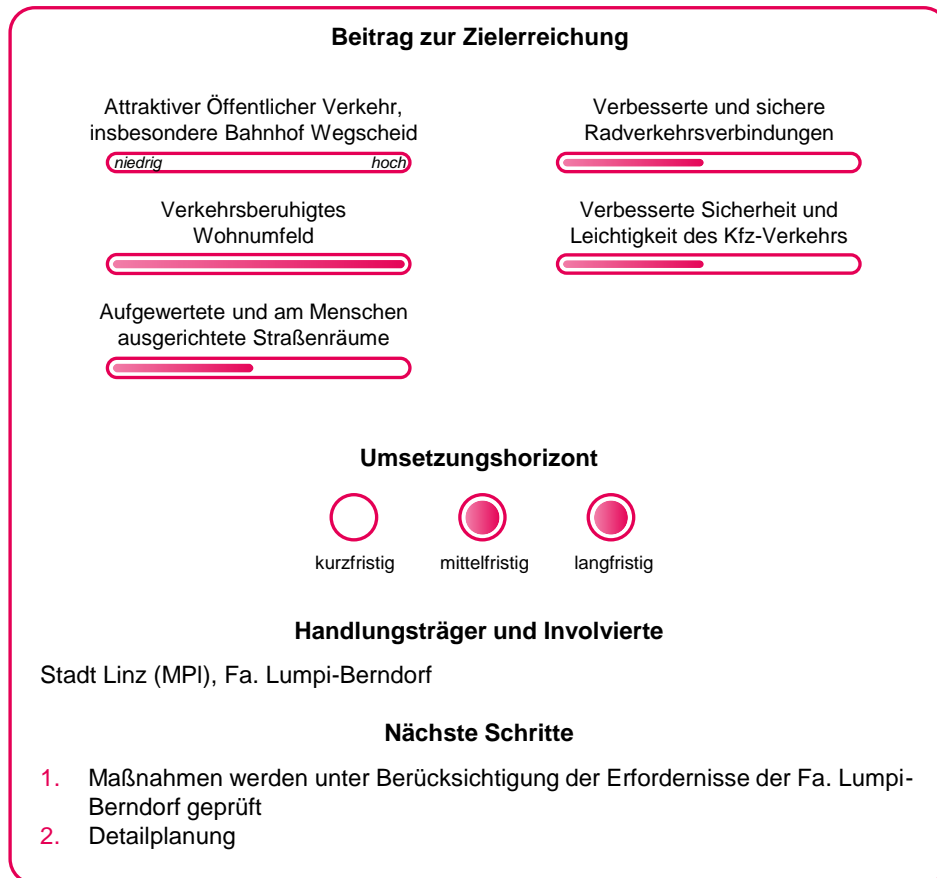 Beitrag zur Zielerreichung
Attraktiver Öffentlicher Verkehr,
insbesondere Bahnhof Wegscheid
niedrig hoch
Verbesserte und sichere
Radverkehrsverbindungen
Verkehrsberuhigtes
Wohnumfeld
Verbesserte Sicherheit und
Leichtigkeit des Kfz-Verkehrs
Aufgewertete und am Menschen
ausgerichtete Straßenräume
Umsetzungshorizont
kurzfristig mittelfristig langfristig
Handlungsträger und Involvierte
Stadt Linz (MPl), Fa. Lumpi-Berndorf
Nächste Schritte
1. Maßnahmen werden unter Berücksichtigung der Erfordernisse der Fa. Lumpi-
Berndorf geprüft
2. Detailplanung